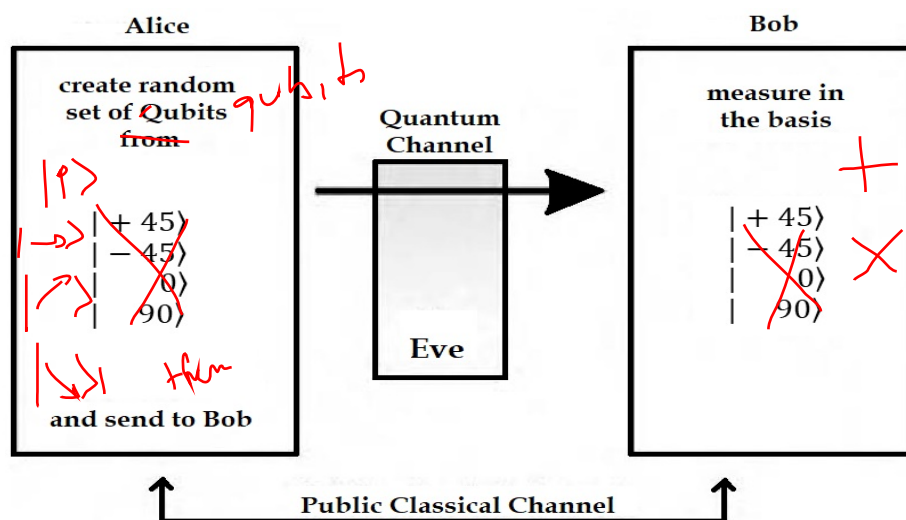 Alice
create random
set of Qubits
qubits
from
|↑⟩
|→⟩
|↗⟩
|↘⟩
| + 45⟩
| − 45⟩
| 0⟩
| 90⟩
them
and send to Bob
Quantum
Channel
Eve
Bob
measure in
the basis
+
×
| + 45⟩
| − 45⟩
| 0⟩
| 90⟩
Public Classical Channel